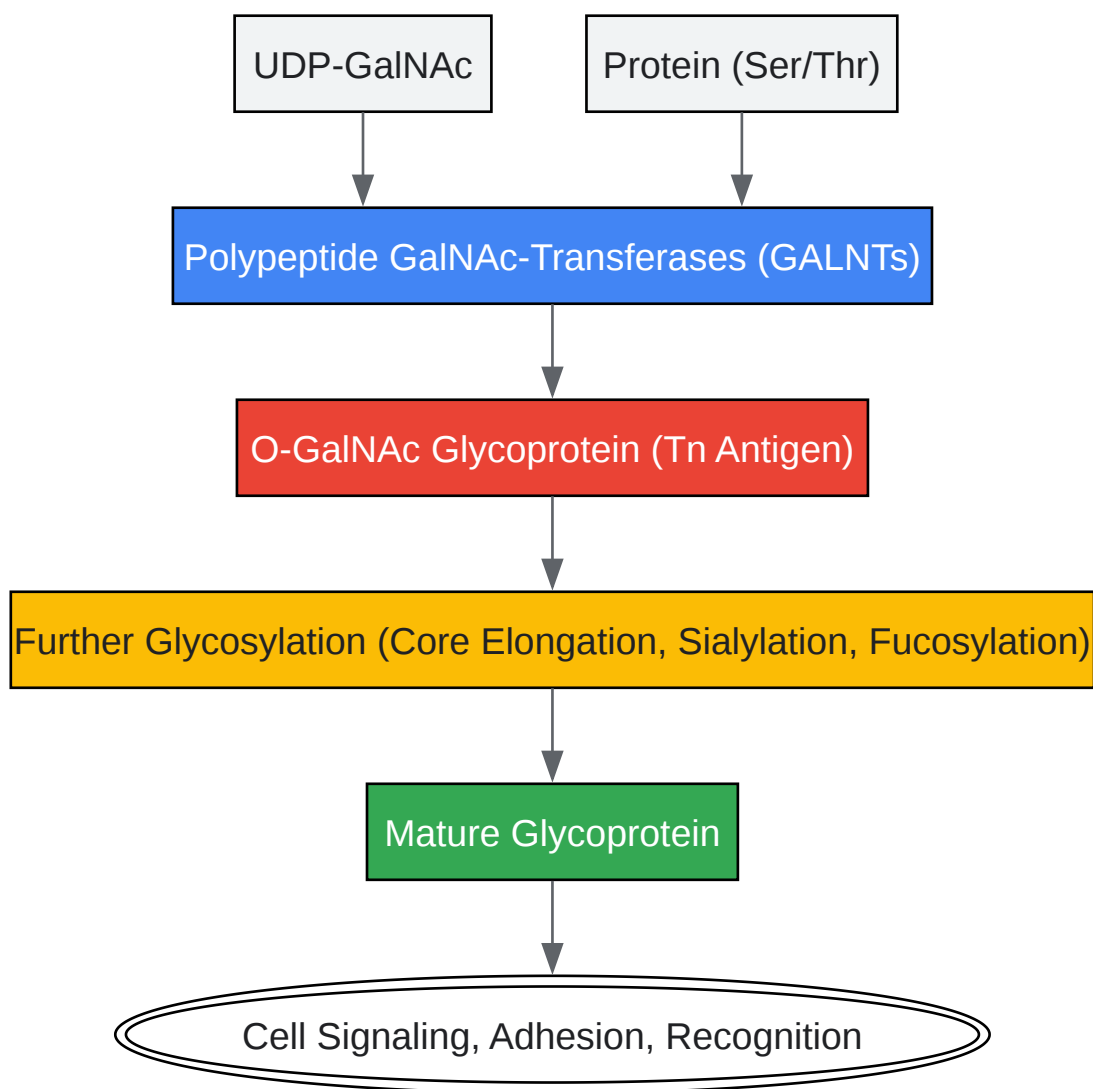 UDP-GalNAc
Protein (Ser/Thr)
Polypeptide GalNAc-Transferases (GALNTs)
O-GalNAc Glycoprotein (Tn Antigen)
Further Glycosylation (Core Elongation, Sialylation, Fucosylation)
Mature Glycoprotein
Cell Signaling, Adhesion, Recognition